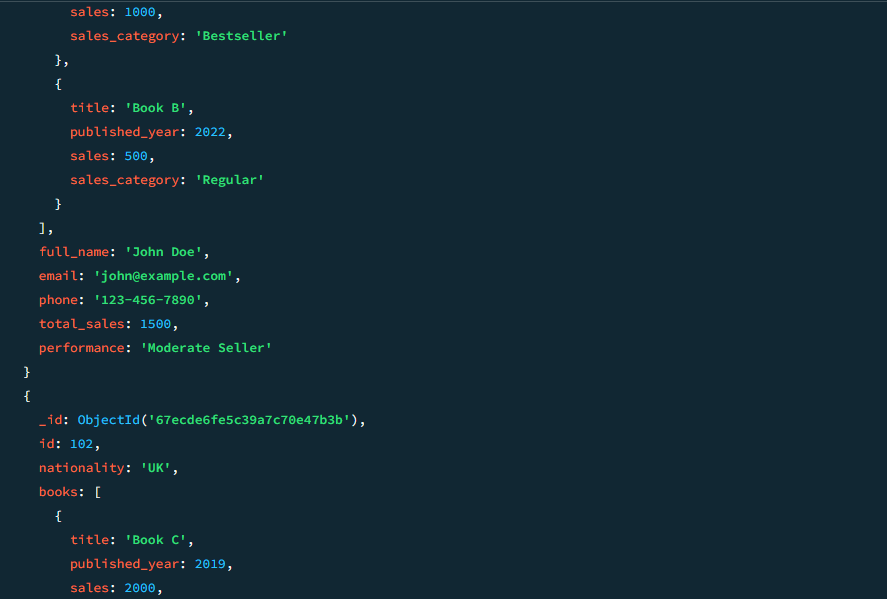 sales: 1000,
sales_category: 'Bestseller'
},
{
title: 'Book B',
published_year: 2022,
sales: 500,
sales_category: 'Regular'
}
],
full_name: 'John Doe',
email: 'john@example.com',
phone: '123-456-7890',
total_sales: 1500,
performance: 'Moderate Seller'
}
{
_id: ObjectId('67ecde6fe5c39a7c70e47b3b'),
id: 102,
nationality: 'UK',
books: [
{
title: 'Book C',
published_year: 2019,
sales: 2000,